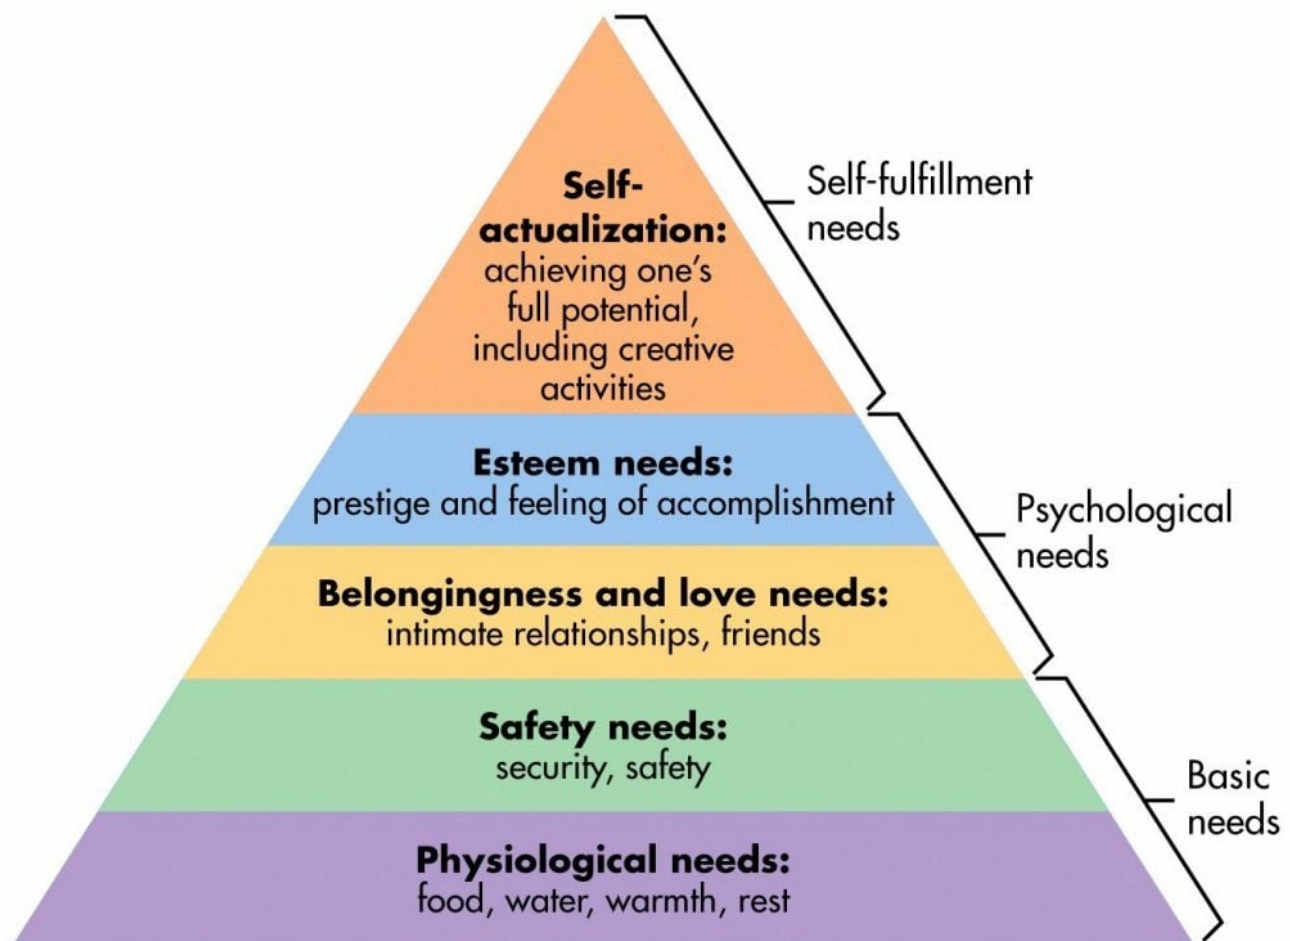 Self-
actualization:
achieving one's
full potential,
including creative
activities
Self-fulfillment
needs
Esteem needs:
prestige and feeling of accomplishment
Psychological
needs
Belongingness and love needs:
intimate relationships, friends
Safety needs:
security, safety
Basic
needs
Physiological needs:
food, water, warmth, rest